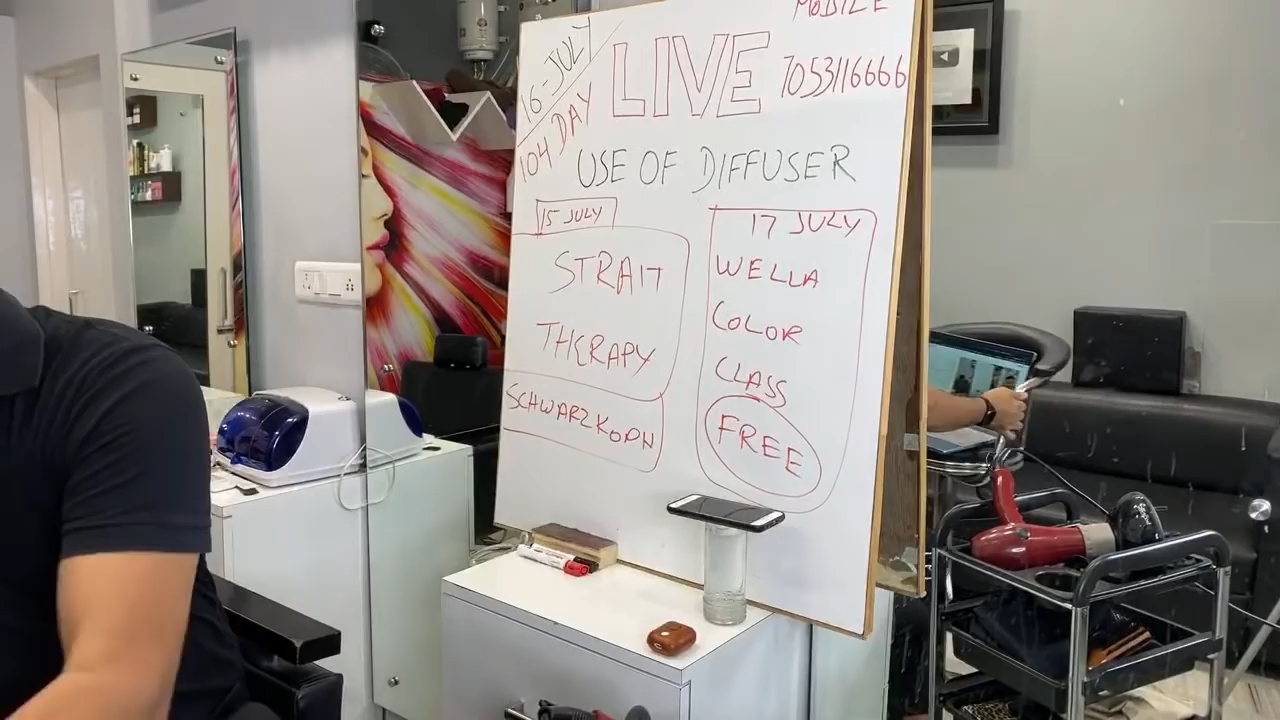 16-JULY
104 DAY
LIVE
MOBILE
7053116666
USE OF DIFFUSER
15 JULY
STRAIT
THERAPY
SCHWARZKOPN
17 JULY
WELLA
COLOR
CLASS
FREE